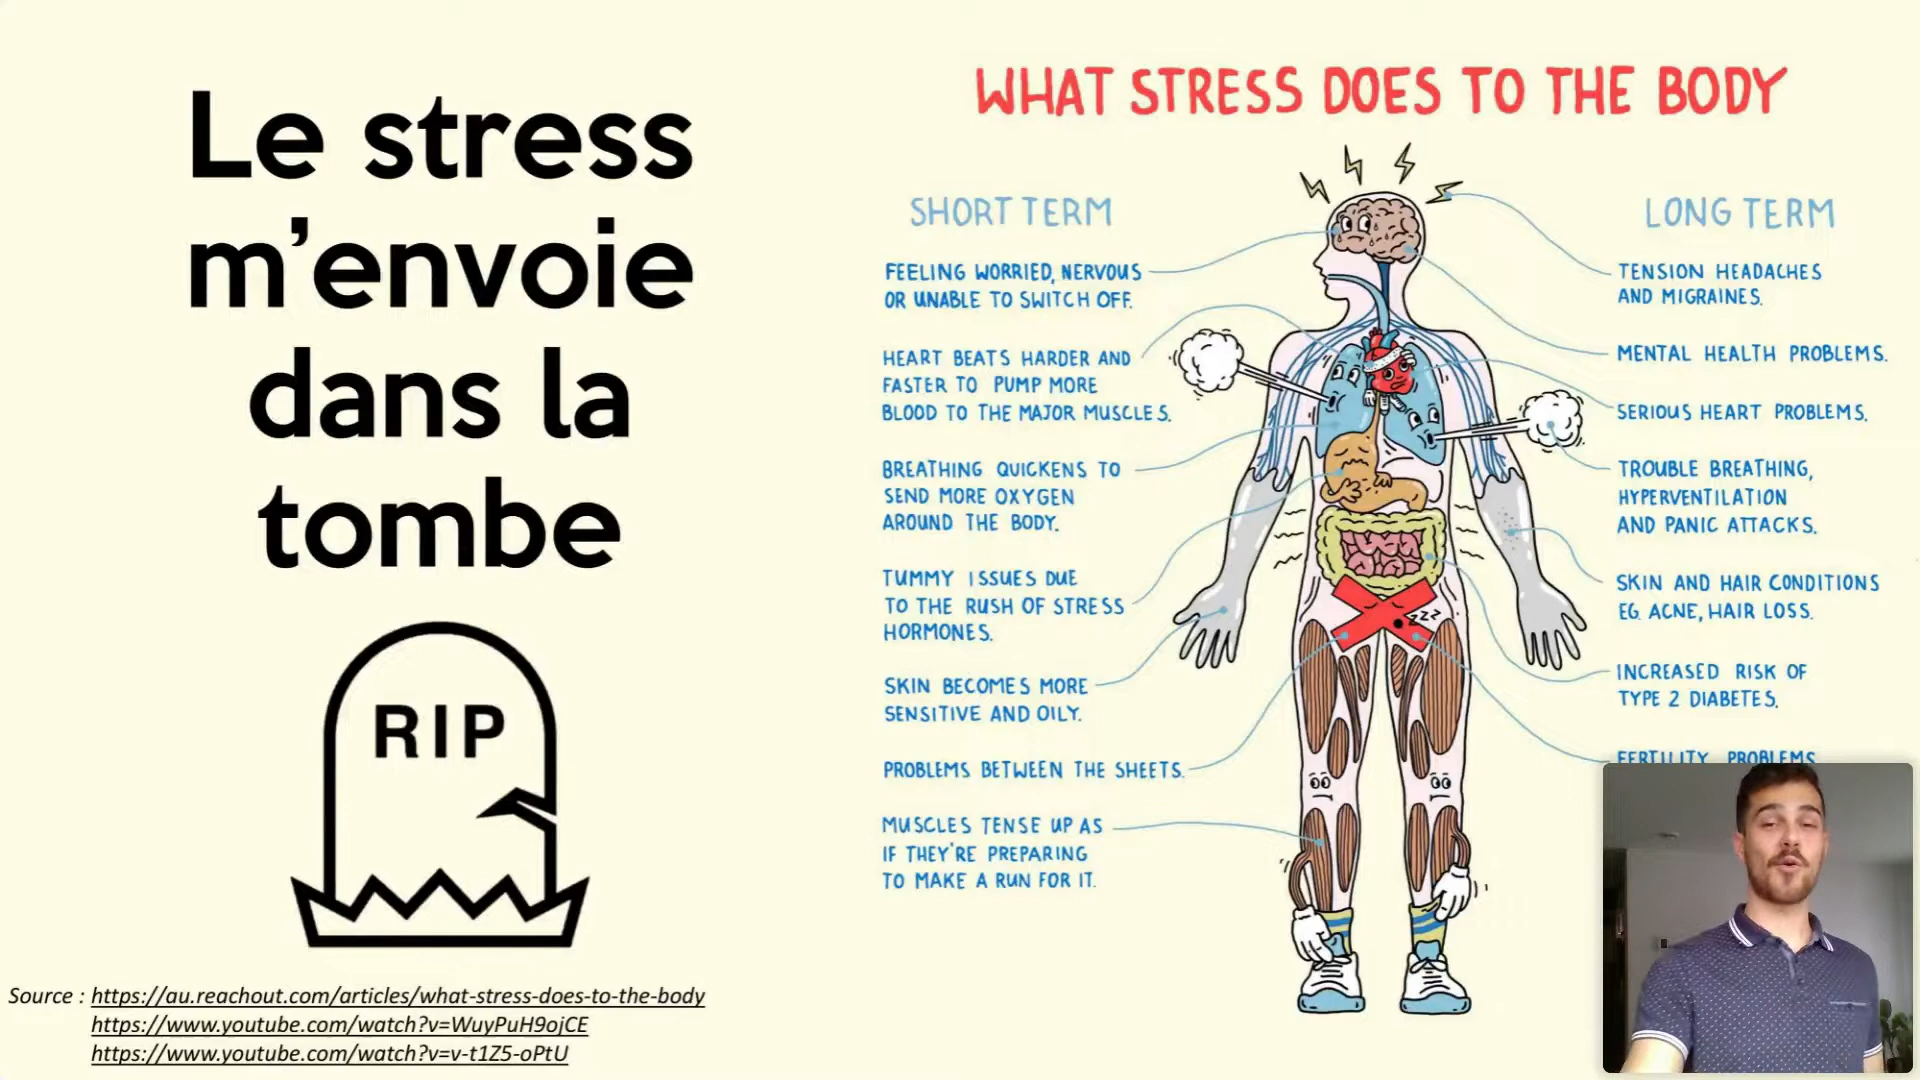 Le stress
m'envoie
dans la
tombe
RIP
Source : https://au.reachout.com/articles/what-stress-does-to-the-body
https://www.youtube.com/watch?v=WuyPuH9ojCE
https://www.youtube.com/watch?v=v-t1Z5-oPtU
WHAT STRESS DOES TO THE BODY
SHORT TERM
FEELING WORRIED, NERVOUS
OR UNABLE TO SWITCH OFF.
HEART BEATS HARDER AND
FASTER TO PUMP MORE
BLOOD TO THE MAJOR MUSCLES.
BREATHING QUICKENS TO
SEND MORE OXYGEN
AROUND THE BODY.
TUMMY ISSUES DUE
TO THE RUSH OF STRESS
HORMONES.
SKIN BECOMES MORE
SENSITIVE AND OILY.
PROBLEMS BETWEEN THE SHEETS.
MUSCLES TENSE UP AS
IF THEY'RE PREPARING
TO MAKE A RUN FOR IT.
ZZZ
LONG TERM
TENSION HEADACHES
AND MIGRAINES.
MENTAL HEALTH PROBLEMS.
SERIOUS HEART PROBLEMS.
TROUBLE BREATHING,
HYPERVENTILATION
AND PANIC ATTACKS.
SKIN AND HAIR CONDITIONS
EG. ACNE, HAIR LOSS.
INCREASED RISK OF
TYPE 2 DIABETES.
FERTILITY PROBLEMS